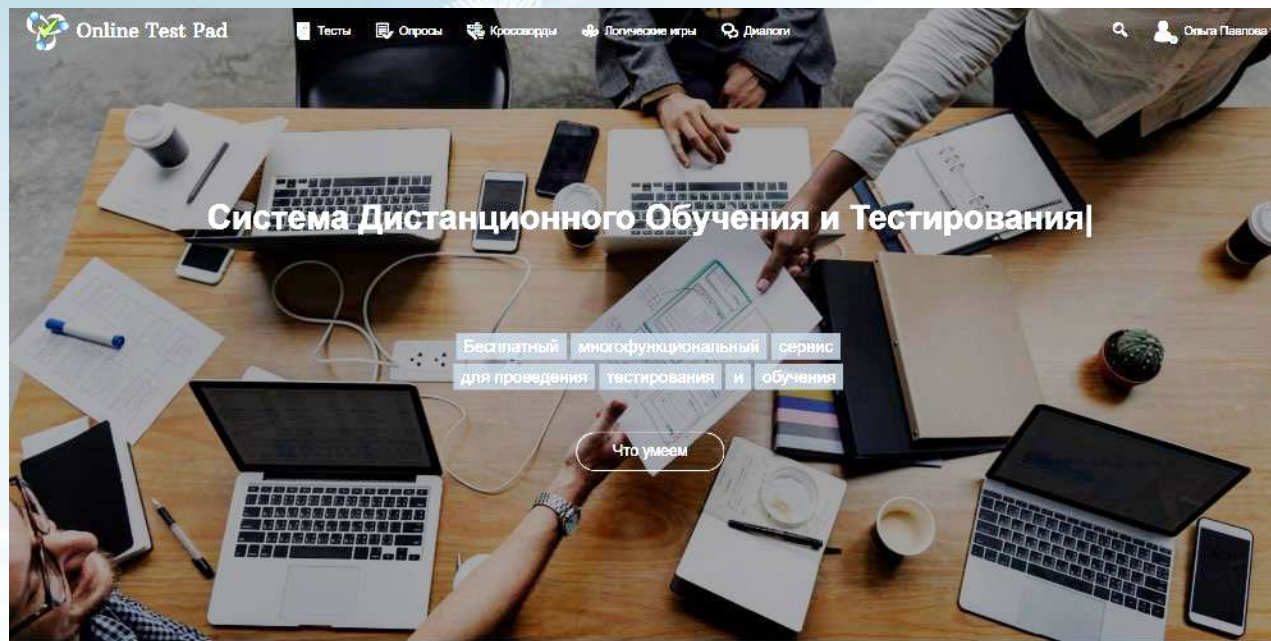 Online Test Pad
Тесты
Опросы
Кроссворды
Логические игры
Диалоги
Ольга Павлова
Система Дистанционного Обучения и Тестирования|
Бесплатный многофункциональный сервис
для проведения тестирования и обучения
Что умеем